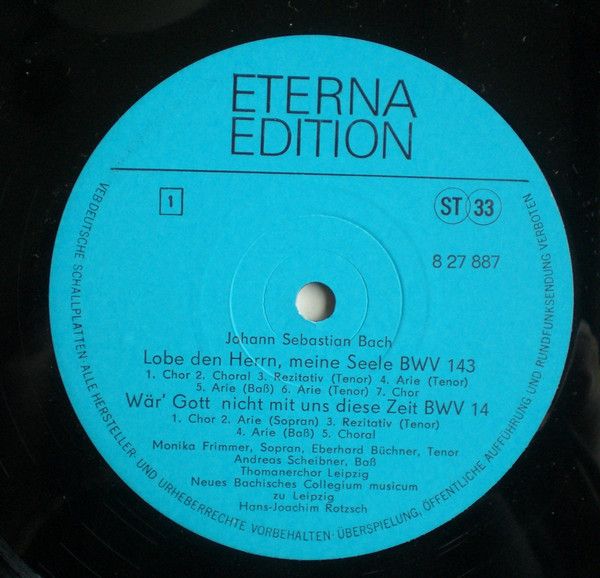 ETERNA
EDITION
1
ST 33
8 27 887
Johann Sebastian Bach
Lobe den Herrn, meine Seele BWV 143
1. Chor 2. Choral 3. Rezitativ (Tenor) 4. Arie (Tenor)
5. Arie (Baß) 6. Arie (Tenor) 7. Chor
Wär' Gott nicht mit uns diese Zeit BWV 14
1. Chor 2. Arie (Sopran) 3. Rezitativ (Tenor)
4. Arie (Baß) 5. Choral
Monika Frimmer, Sopran, Eberhard Büchner, Tenor
Andreas Scheibner, Baß
Thomanerchor Leipzig
Neues Bachisches Collegium musicum
zu Leipzig
Hans-Joachim Rotzsch
VEB DEUTSCHE SCHALLPLATTEN · ALLE HERSTELLER- UND URHEBERRECHTE VORBEHALTEN · ÜBERSPIELUNG, ÖFFENTLICHE AUFFÜHRUNG UND RUNDFUNKSENDUNG VERBOTEN